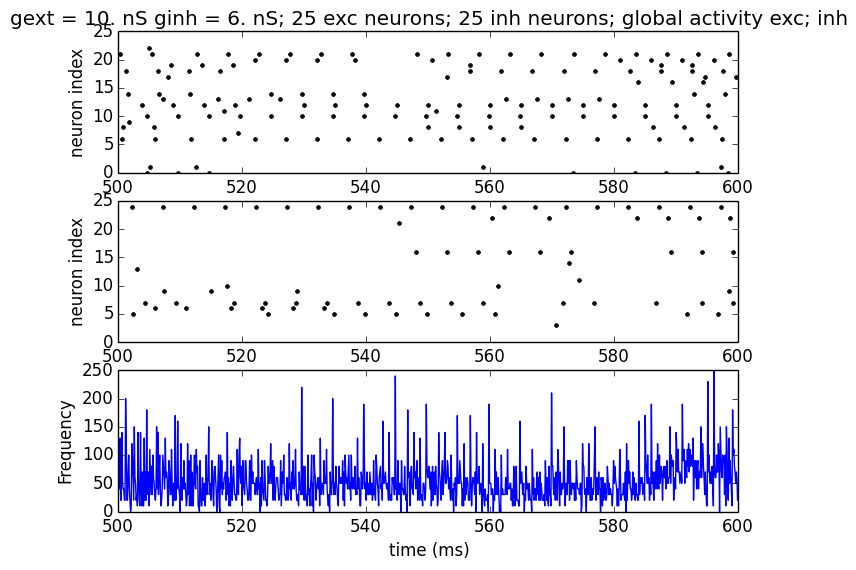 gext = 10. nS ginh = 6. nS; 25 exc neurons; 25 inh neurons; global activity exc; inh
25
20
15
10
5
0
neuron index
500 520 540 560 580 600
25
20
15
10
5
0
neuron index
500 520 540 560 580 600
250
200
150
100
50
0
Frequency
500 520 540 560 580 600
time (ms)